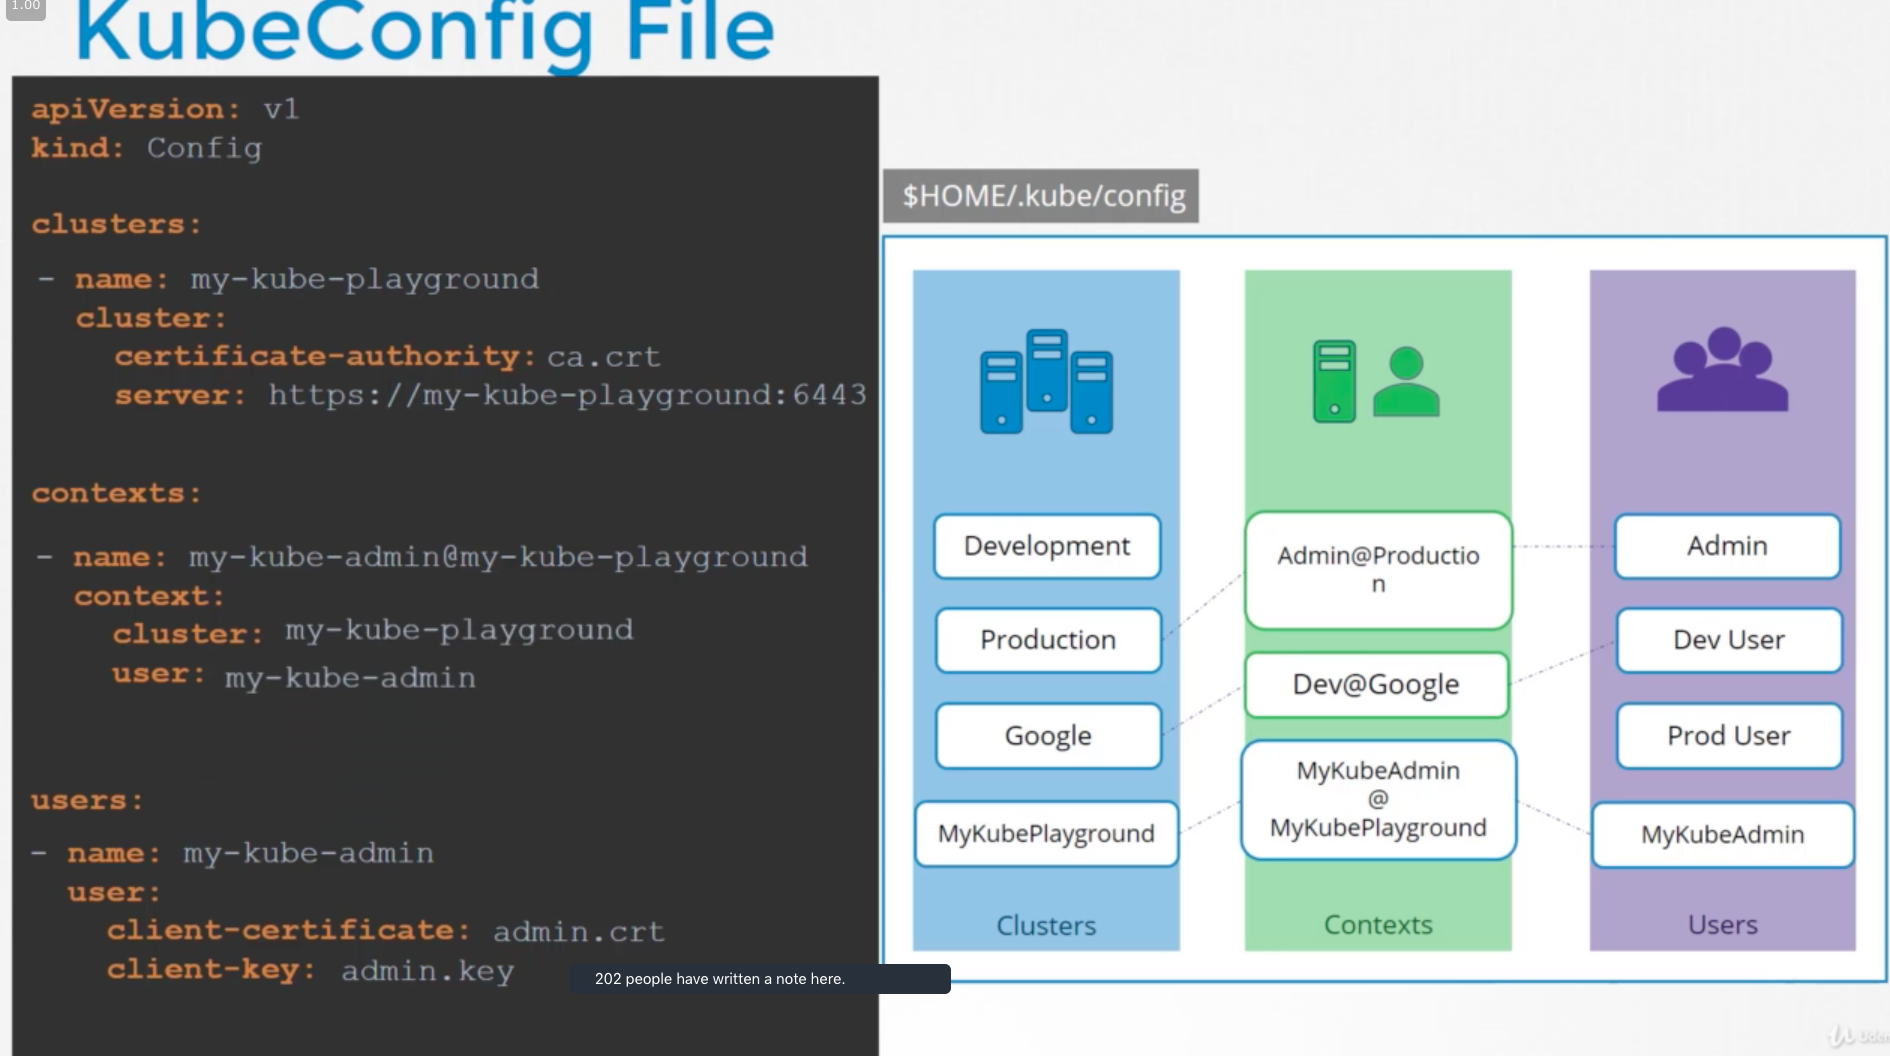 1.00
KubeConfig File
apiVersion: v1
kind: Config
clusters:
- name: my-kube-playground
cluster:
certificate-authority: ca.crt
server: https://my-kube-playground:6443
contexts:
- name: my-kube-admin@my-kube-playground
context:
cluster: my-kube-playground
user: my-kube-admin
users:
- name: my-kube-admin
user:
client-certificate: admin.crt
client-key: admin.key
202 people have written a note here.
$HOME/.kube/config
Development
Production
Google
MyKubePlayground
Clusters
Admin@Productio
n
Dev@Google
MyKubeAdmin
@
MyKubePlayground
Contexts
Admin
Dev User
Prod User
MyKubeAdmin
Users